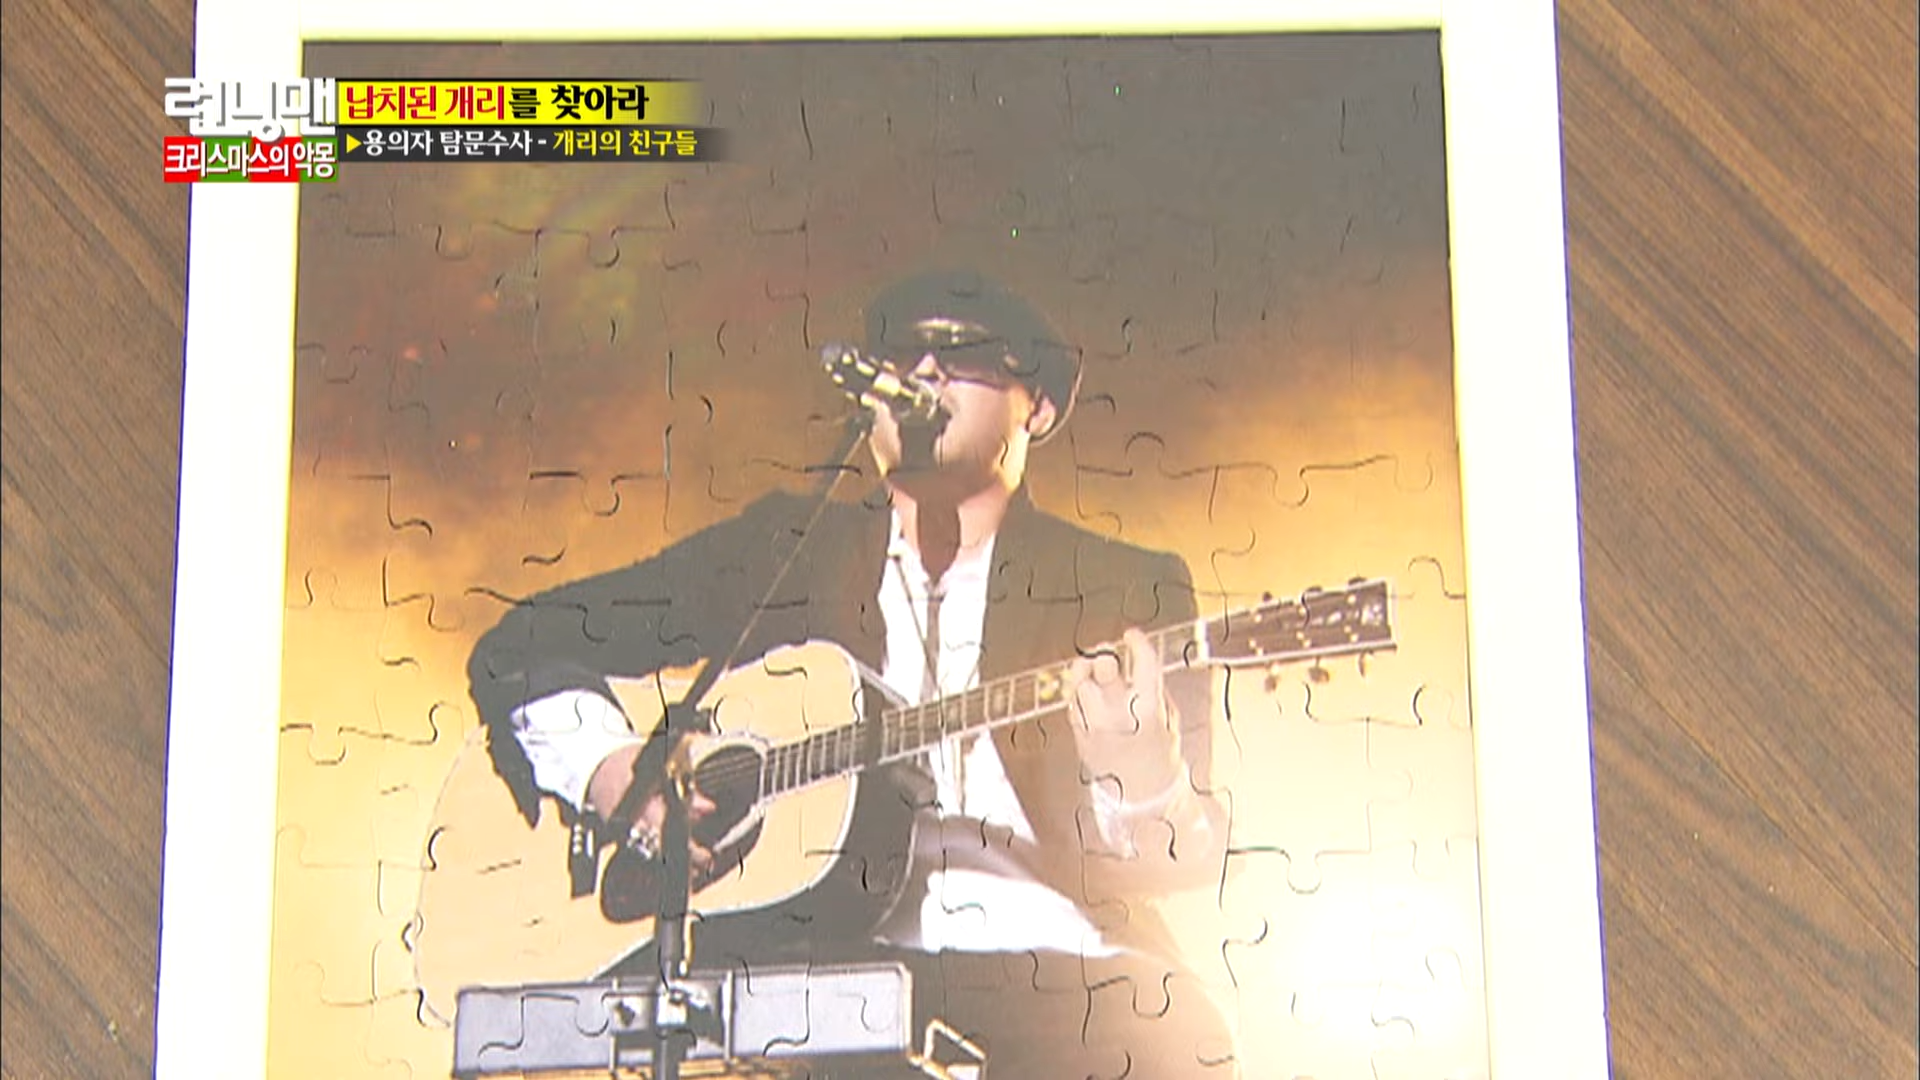 런닝맨
크리스마스의 악몽
납치된 개리를 찾아라
▶용의자 탐문수사 - 개리의 친구들